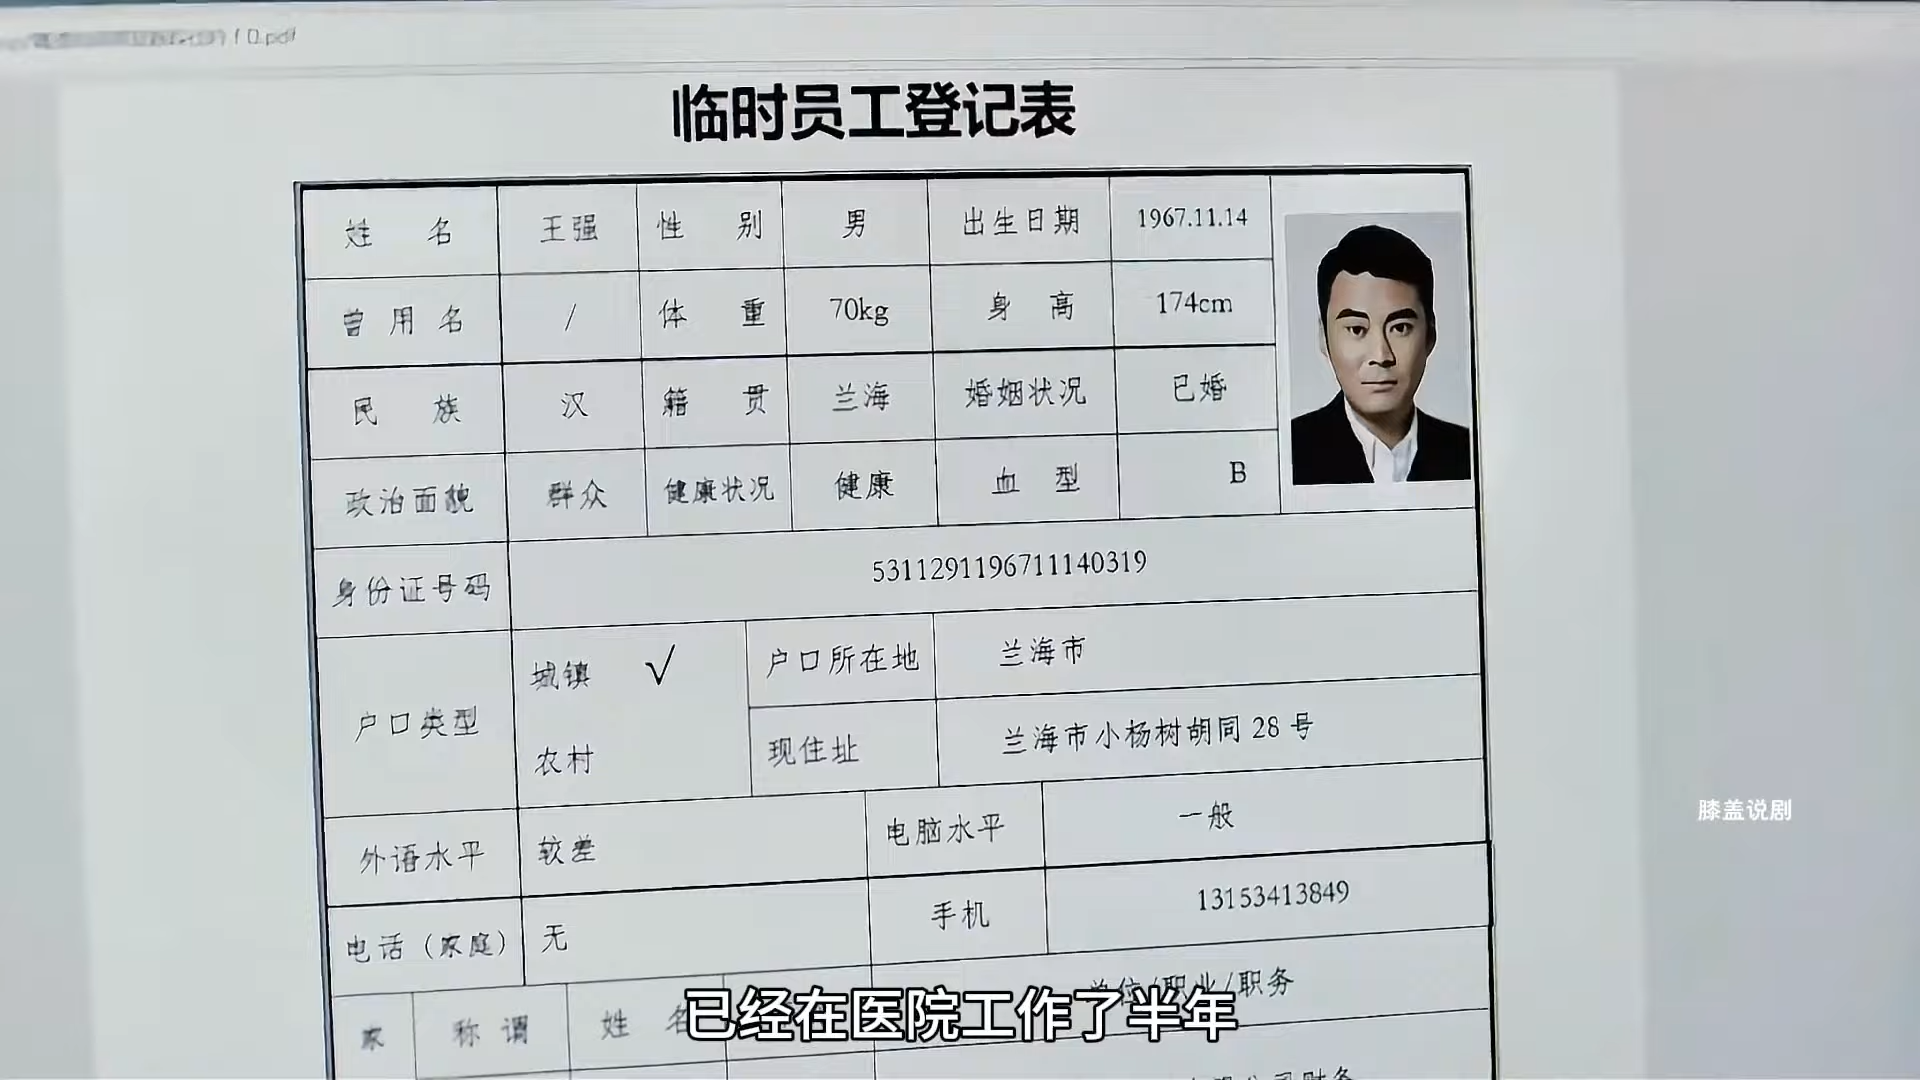 10.pdf
临时员工登记表
姓 名 王强 性 别 男 出生日期 1967.11.14
曾用名 / 体 重 70kg 身 高 174cm
民 族 汉 籍 贯 兰海 婚姻状况 已婚
政治面貌 群众 健康状况 健康 血 型 B
身份证号码 5311291196711140319
户口类型 城镇 √ 户口所在地 兰海市
农村 现住址 兰海市小杨树胡同 28 号
外语水平 较差 电脑水平 一般
电话（家庭） 无 手机 13153413849
家 称 谓 姓 名 单位/职业/职务
已经在医院工作了半年
膝盖说剧